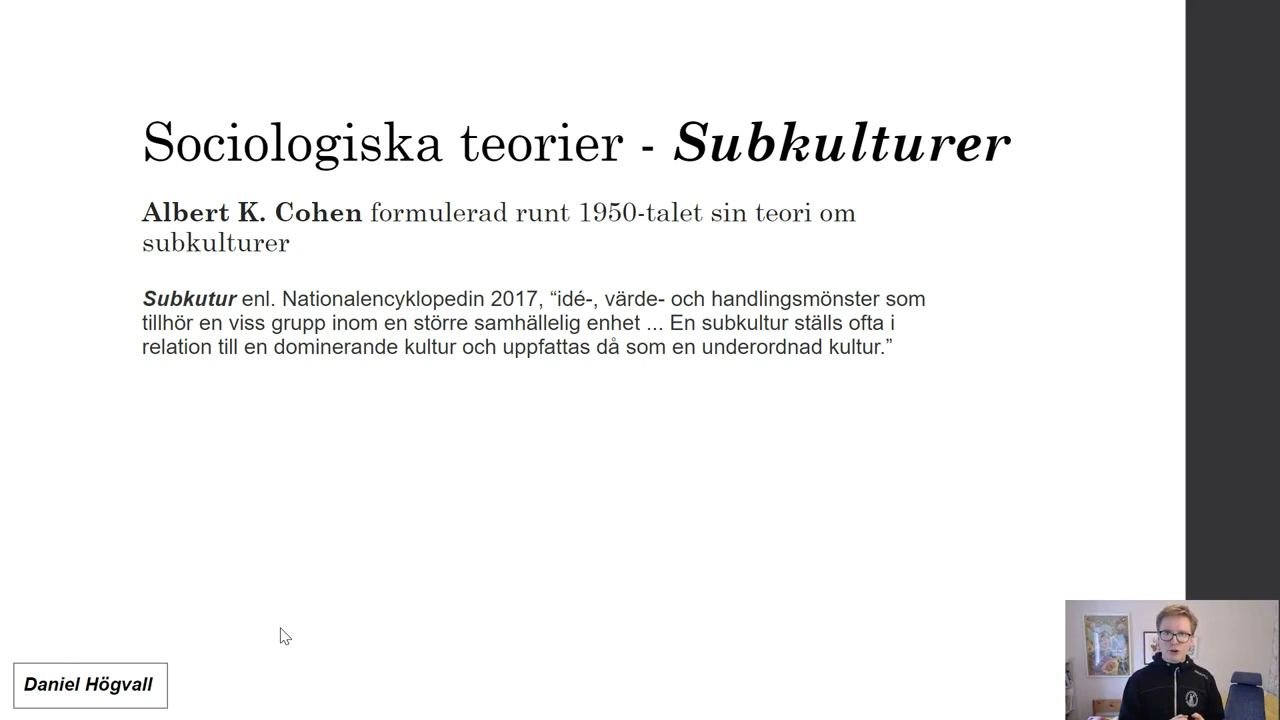 Sociologiska teorier - Subkulturer
Albert K. Cohen formulerad runt 1950-talet sin teori om
subkulturer
Subkutur enl. Nationalencyklopedin 2017, “idé-, värde- och handlingsmönster som
tillhör en viss grupp inom en större samhällelig enhet ... En subkultur ställs ofta i
relation till en dominerande kultur och uppfattas då som en underordnad kultur.”
Daniel Högvall